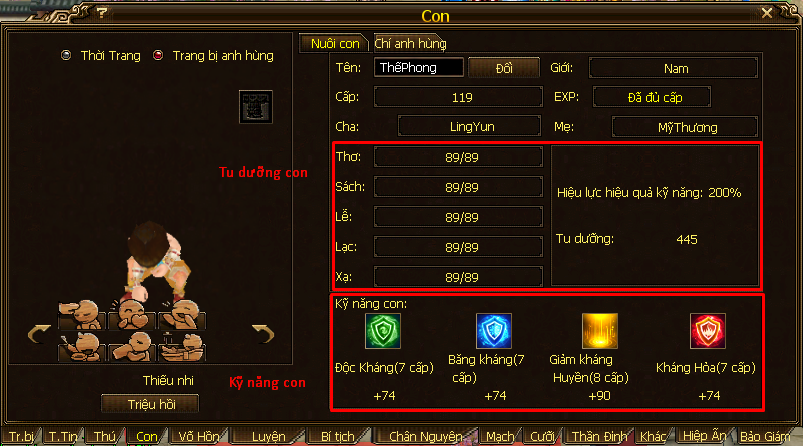 ?
Con
Nuôi con
Chí anh hùng
Thời Trang
Trang bị anh hùng
Tên:
ThếPhong
Đổi
Giới:
Nam
Cấp:
119
EXP:
Đã đủ cấp
Cha:
LingYun
Mẹ:
MỹThương
Tu dưỡng con
Thơ:
89/89
Sách:
89/89
Lễ:
89/89
Lạc:
89/89
Xạ:
89/89
Hiệu lực hiệu quả kỹ năng: 200%
Tu dưỡng:
445
Kỹ năng con:
Độc Kháng(7 cấp)
+74
Băng kháng(7
cấp)
+74
Giảm kháng
Huyền(8 cấp)
+90
Kháng Hỏa(7 cấp)
+74
Thiếu nhi
Kỹ năng con
Triệu hồi
Tr.bị
T.Tin
Thú
Con
Võ Hồn
Luyện
Bí tịch
Chân Nguyên
Mạch
Cưỡi
Thần Đinh
Khác
Hiệp Ấn
Bảo Giám